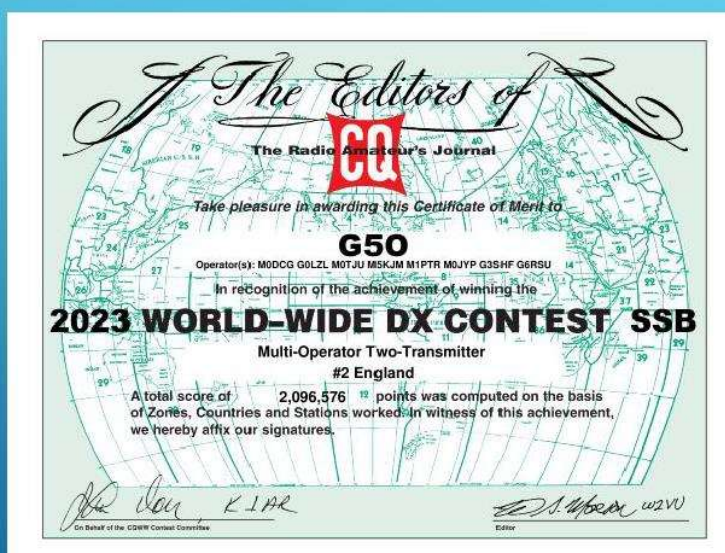 The Editors of
CQ
The Radio Amateur's Journal
Take pleasure in awarding this Certificate of Merit to
G5O
Operator(s): M0DCG G0LZL M0TJU MI5KJM M1PTR M0JYP G3SHF G6RSU
In recognition of the achievement of winning the
2023 WORLD-WIDE DX CONTEST SSB
Multi-Operator Two-Transmitter
#2 England
A total score of 2,096,576 points was computed on the basis
of Zones, Countries and Stations worked. In witness of this achievement,
we hereby affix our signatures.
K1AR
W2VU
On Behalf of the CQWW Contest Committee
Editor